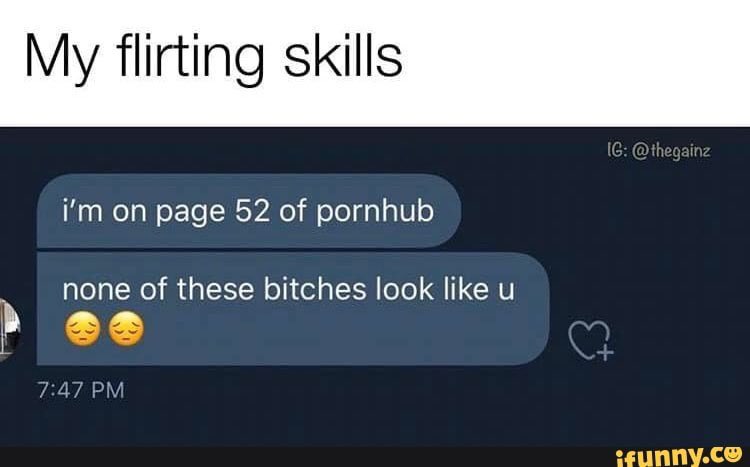 My flirting skills
IG: @thegainz
i'm on page 52 of pornhub
none of these bitches look like u
😔😔
7:47 PM
ifunny.co